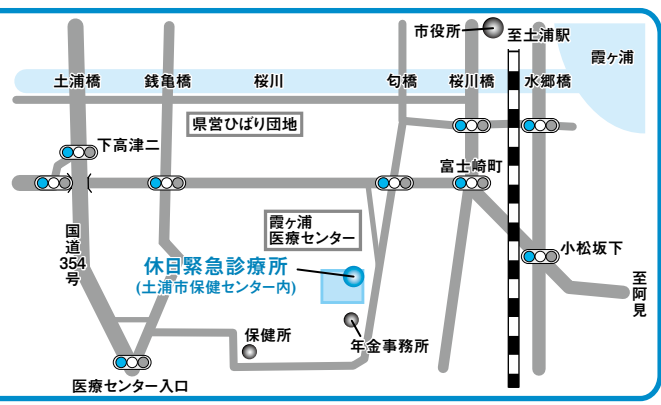 市役所
至土浦駅
霞ヶ浦
土浦橋
銭亀橋
桜川
匂橋
桜川橋
水郷橋
県営ひばり団地
下高津二
富士崎町
国道354号
霞ヶ浦
医療センター
小松坂下
休日緊急診療所
(土浦市保健センター内)
至阿見
保健所
年金事務所
医療センター入口